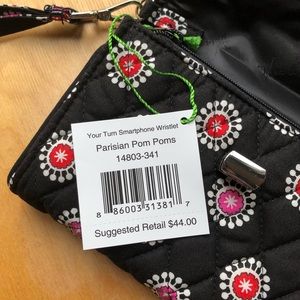 Your Turn Smartphone Wristlet
Parisian Pom Poms
14803-341
8 86003 31381 7
Suggested Retail $44.00